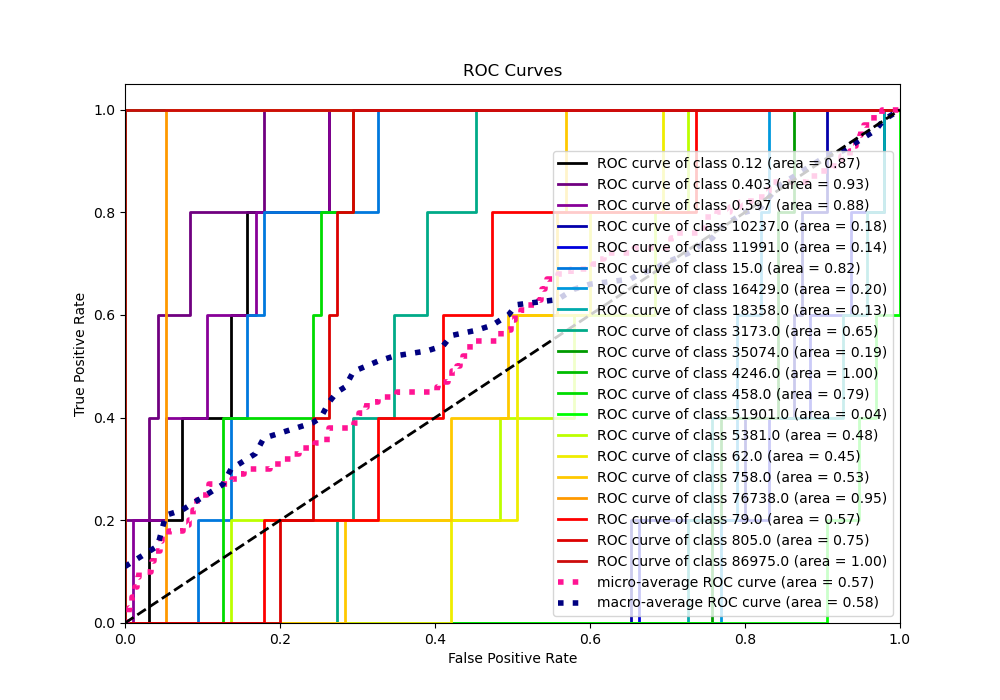 ROC Curves
True Positive Rate
1.0
0.8
0.6
0.4
0.2
0.0
ROC curve of class 0.12 (area = 0.87)
ROC curve of class 0.403 (area = 0.93)
ROC curve of class 0.597 (area = 0.88)
ROC curve of class 10237.0 (area = 0.18)
ROC curve of class 11991.0 (area = 0.14)
ROC curve of class 15.0 (area = 0.82)
ROC curve of class 16429.0 (area = 0.20)
ROC curve of class 18358.0 (area = 0.13)
ROC curve of class 3173.0 (area = 0.65)
ROC curve of class 35074.0 (area = 0.19)
ROC curve of class 4246.0 (area = 1.00)
ROC curve of class 458.0 (area = 0.79)
ROC curve of class 51901.0 (area = 0.04)
ROC curve of class 5381.0 (area = 0.48)
ROC curve of class 62.0 (area = 0.45)
ROC curve of class 758.0 (area = 0.53)
ROC curve of class 76738.0 (area = 0.95)
ROC curve of class 79.0 (area = 0.57)
ROC curve of class 805.0 (area = 0.75)
ROC curve of class 86975.0 (area = 1.00)
micro-average ROC curve (area = 0.57)
macro-average ROC curve (area = 0.58)
0.0 0.2 0.4 0.6 0.8 1.0
False Positive Rate